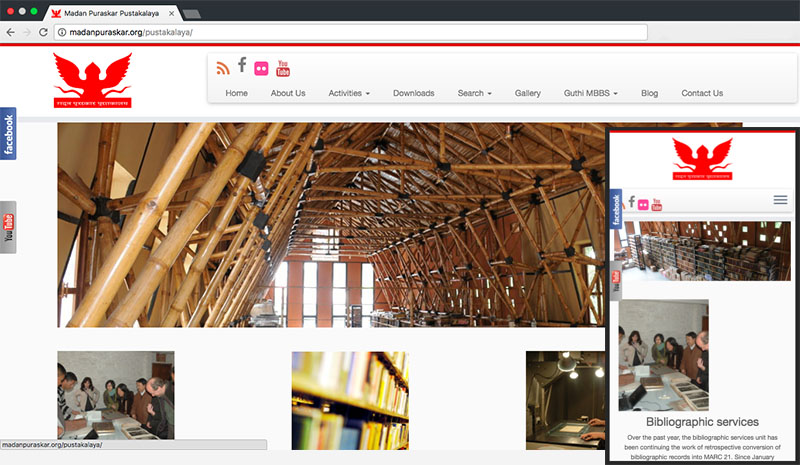 Madan Puraskar Pustakalaya
madanpuraskar.org/pustakalaya/
मदन पुरस्कार पुस्तकालय
You
Tube
Home About Us Activities Downloads Search Gallery Guthi MBBS Blog Contact Us
facebook
YouTube
madanpuraskar.org/pustakalaya/
मदन पुरस्कार पुस्तकालय
You
Tube
facebook
Bibliographic services
Over the past year, the bibliographic services unit has
been continuing the work of retrospective conversion of
bibliographic records into MARC 21. Since January